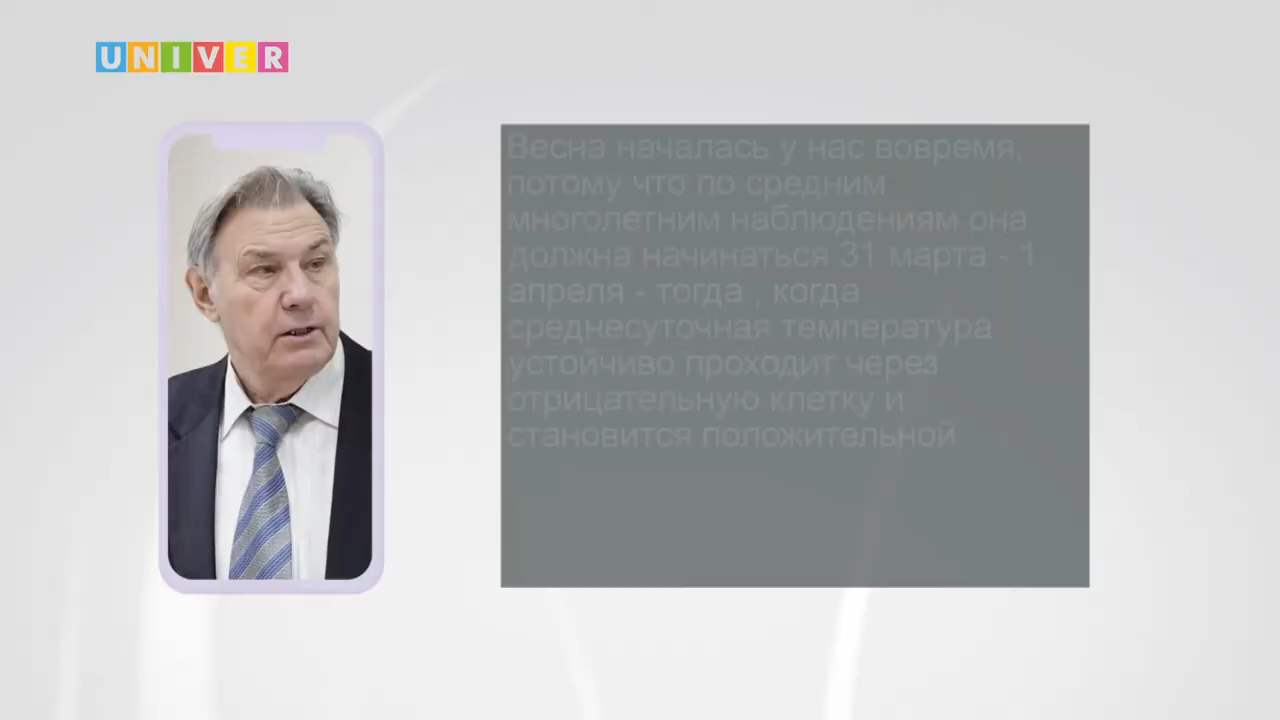 UNIVER
Весна началась у нас вовремя,
потому что по средним
многолетним наблюдениям она
должна начинаться 31 марта - 1
апреля - тогда , когда
среднесуточная температура
устойчиво проходит через
отрицательную клетку и
становится положительной